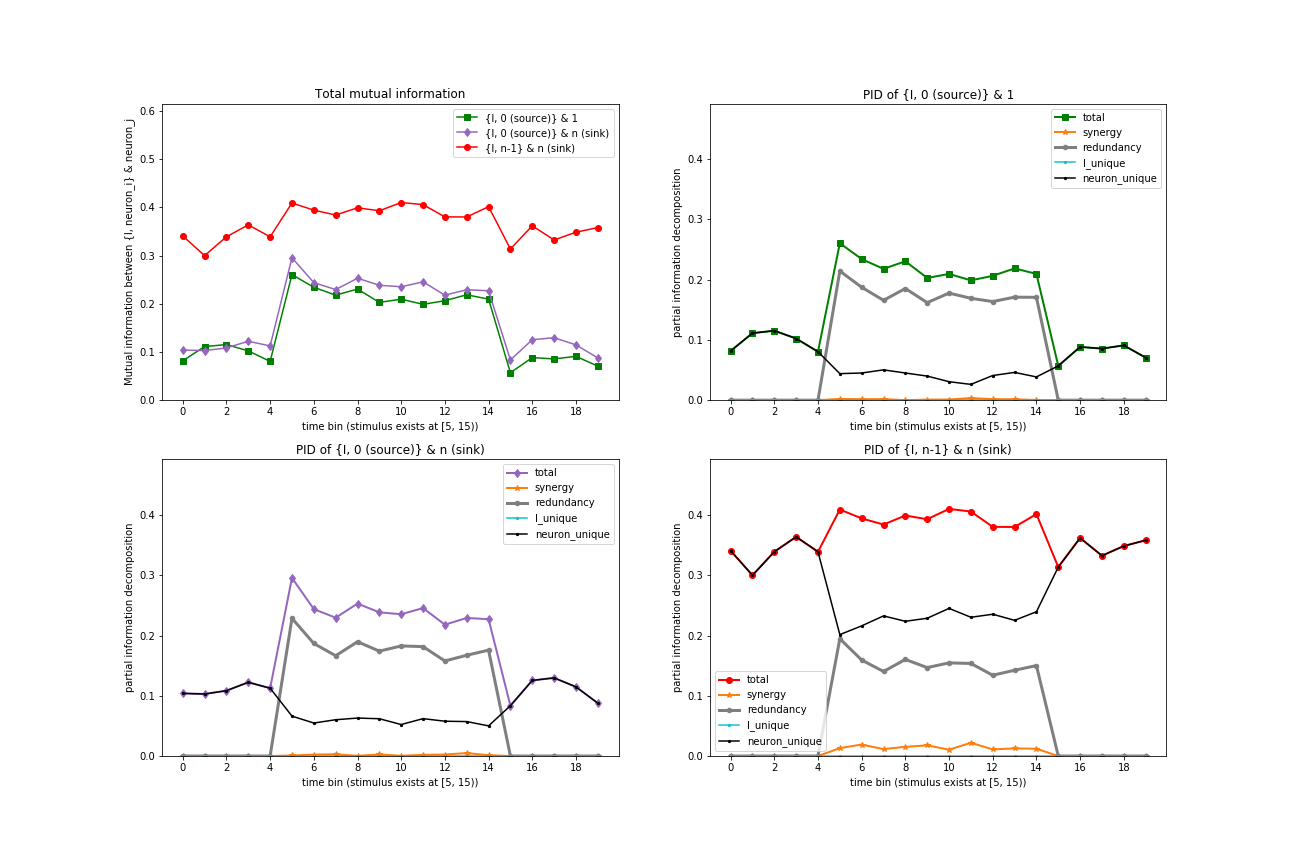 Total mutual information
Mutual information between {I, neuron_i} & neuron_j
0.6
0.5
0.4
0.3
0.2
0.1
0.0
{I, 0 (source)} & 1
{I, 0 (source)} & n (sink)
{I, n-1} & n (sink)
0 2 4 6 8 10 12 14 16 18
time bin (stimulus exists at [5, 15))
PID of {I, 0 (source)} & 1
partial information decomposition
0.4
0.3
0.2
0.1
0.0
total
synergy
redundancy
I_unique
neuron_unique
0 2 4 6 8 10 12 14 16 18
time bin (stimulus exists at [5, 15))
PID of {I, 0 (source)} & n (sink)
partial information decomposition
0.4
0.3
0.2
0.1
0.0
total
synergy
redundancy
I_unique
neuron_unique
0 2 4 6 8 10 12 14 16 18
time bin (stimulus exists at [5, 15))
PID of {I, n-1} & n (sink)
partial information decomposition
0.4
0.3
0.2
0.1
0.0
total
synergy
redundancy
I_unique
neuron_unique
0 2 4 6 8 10 12 14 16 18
time bin (stimulus exists at [5, 15))